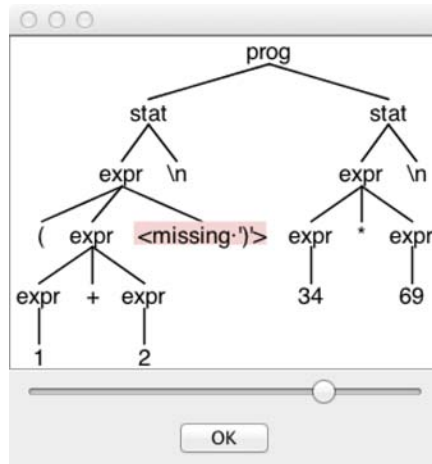 prog
stat stat
expr \n expr \n
( expr <missing·')'> expr * expr
expr + expr 34 69
1 2
OK